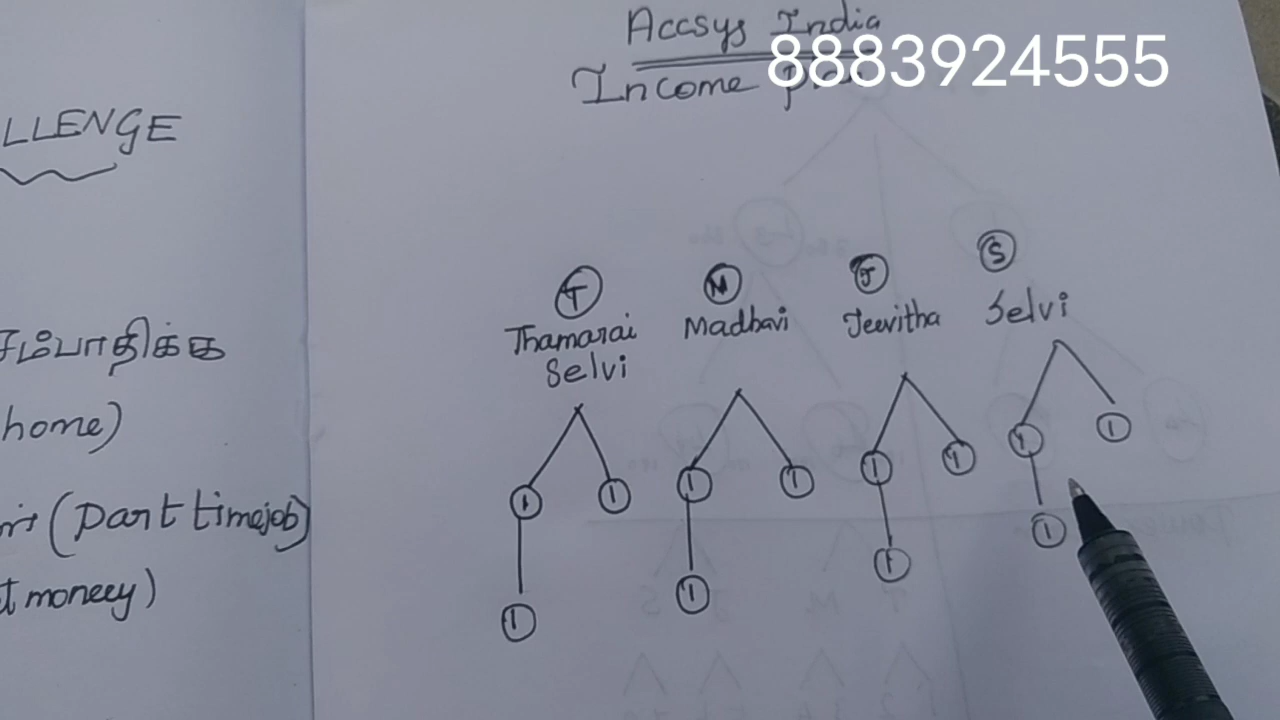 LLENGE
சம்பாதிக்க
home)
(Part timejob)
moneey)
Accsys India
Income
8883924555
T
M
J
S
Thamarai
Selvi
Madhavi
Jeevitha
Selvi
1 1 1 1 1 1 1 1
1 1 1 1